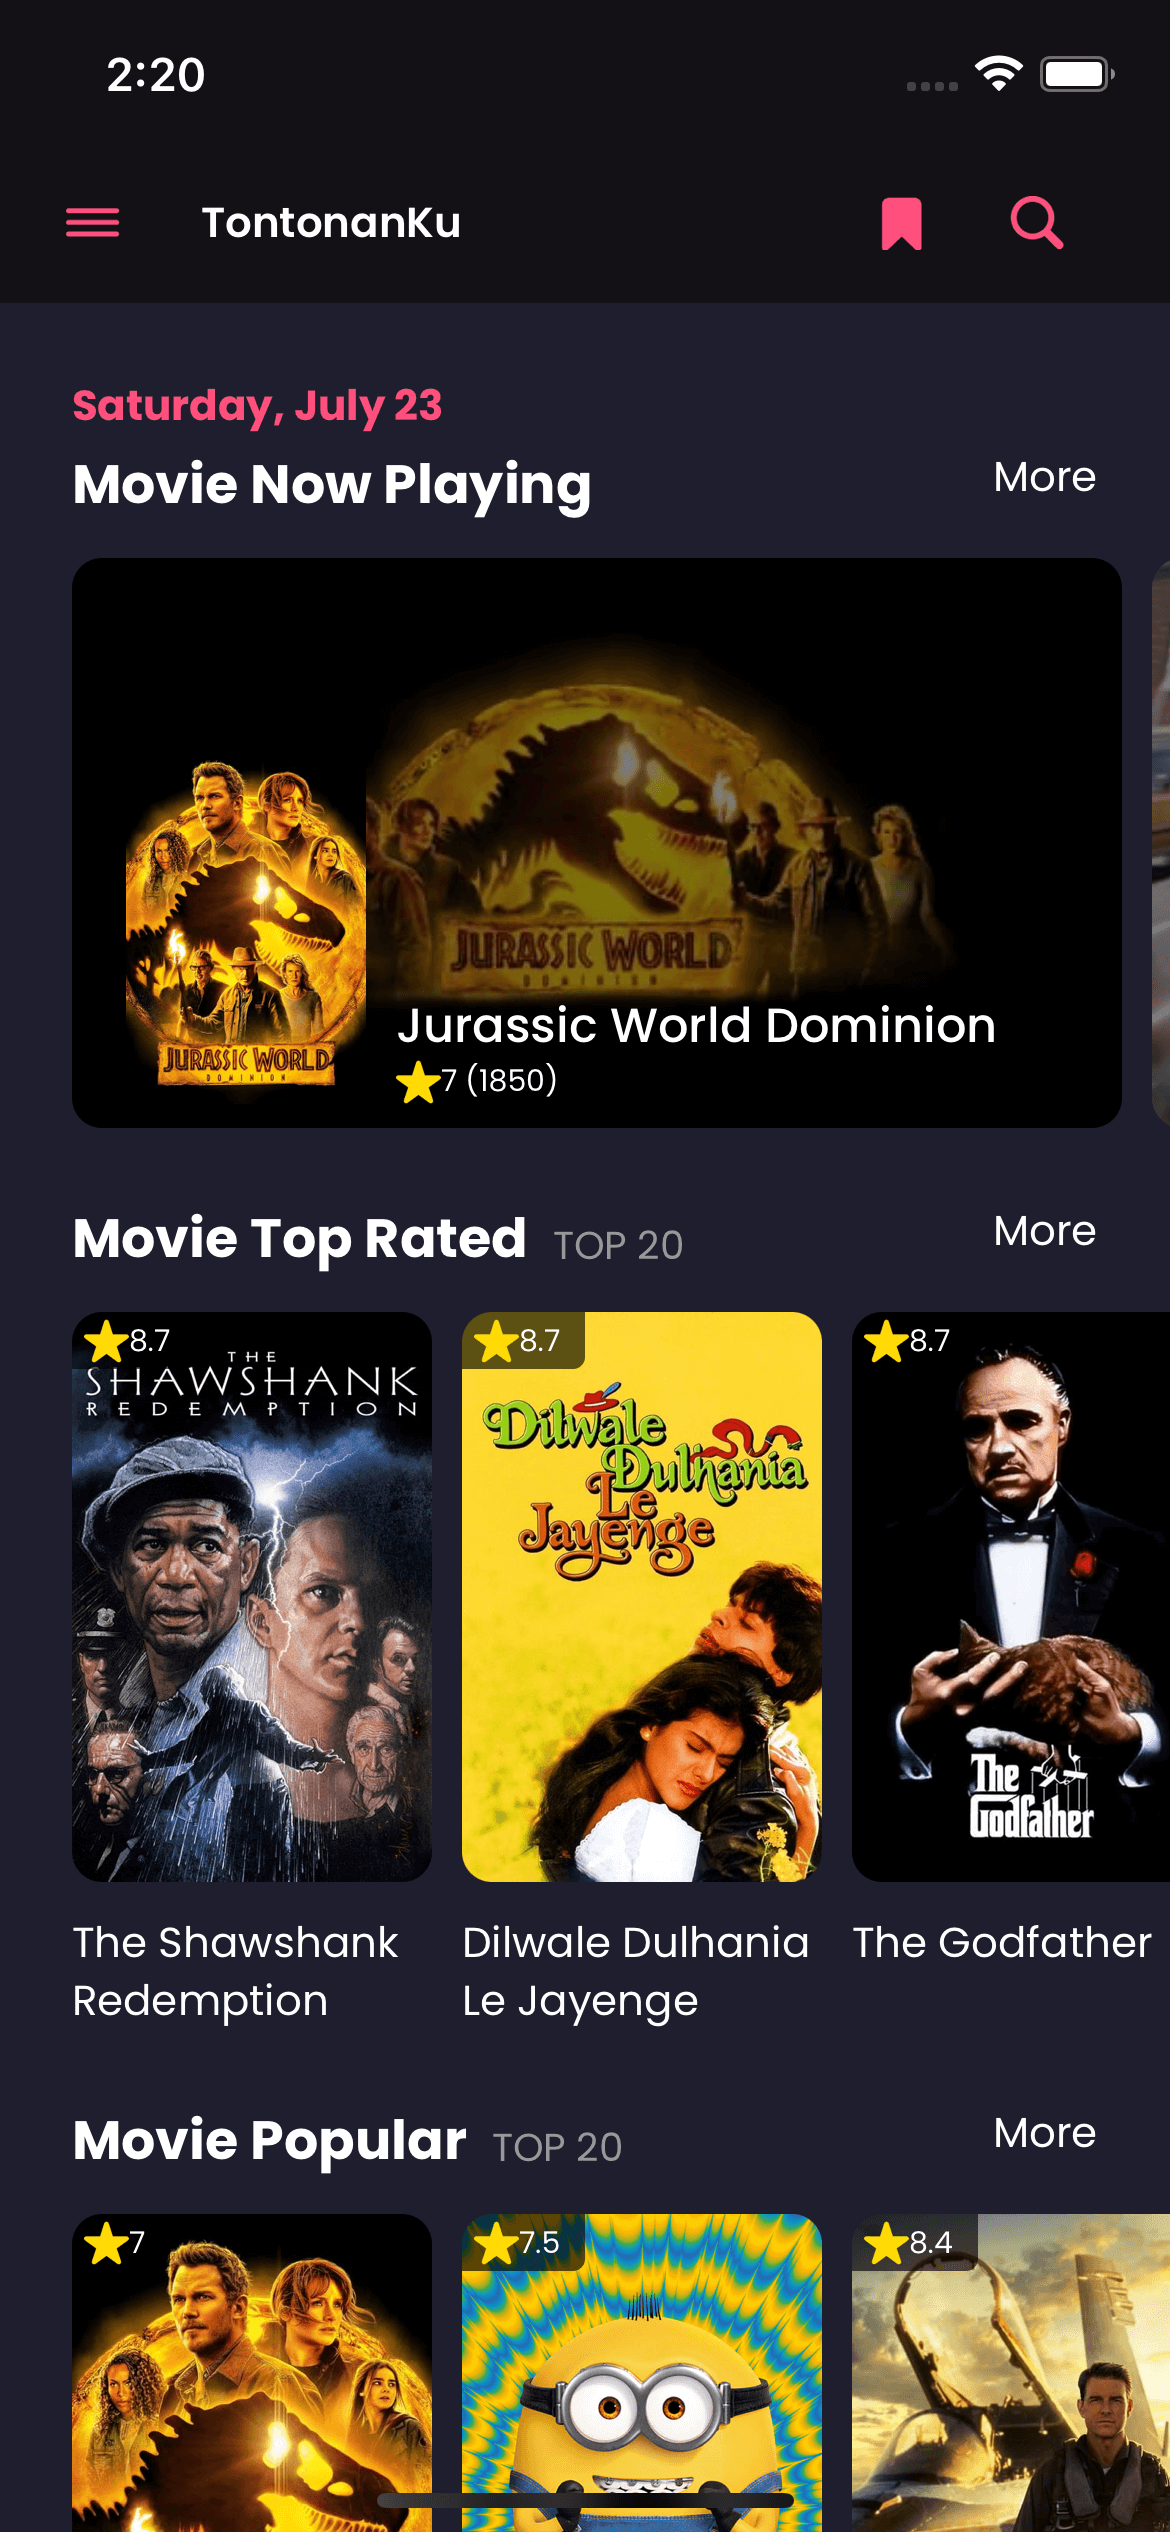 2:20
TontonanKu
Saturday, July 23
Movie Now Playing
More
JURASSIC WORLD
DOMINION
JURASSIC WORLD
DOMINION
Jurassic World Dominion
7 (1850)
Movie Top Rated TOP 20
More
8.7
THE
SHAWSHANK
REDEMPTION
8.7
Dilwale
Dulhania
Le
Jayenge
8.7
The
Godfather
The Shawshank
Redemption
Dilwale Dulhania
Le Jayenge
The Godfather
Movie Popular TOP 20
More
7
7.5
8.4